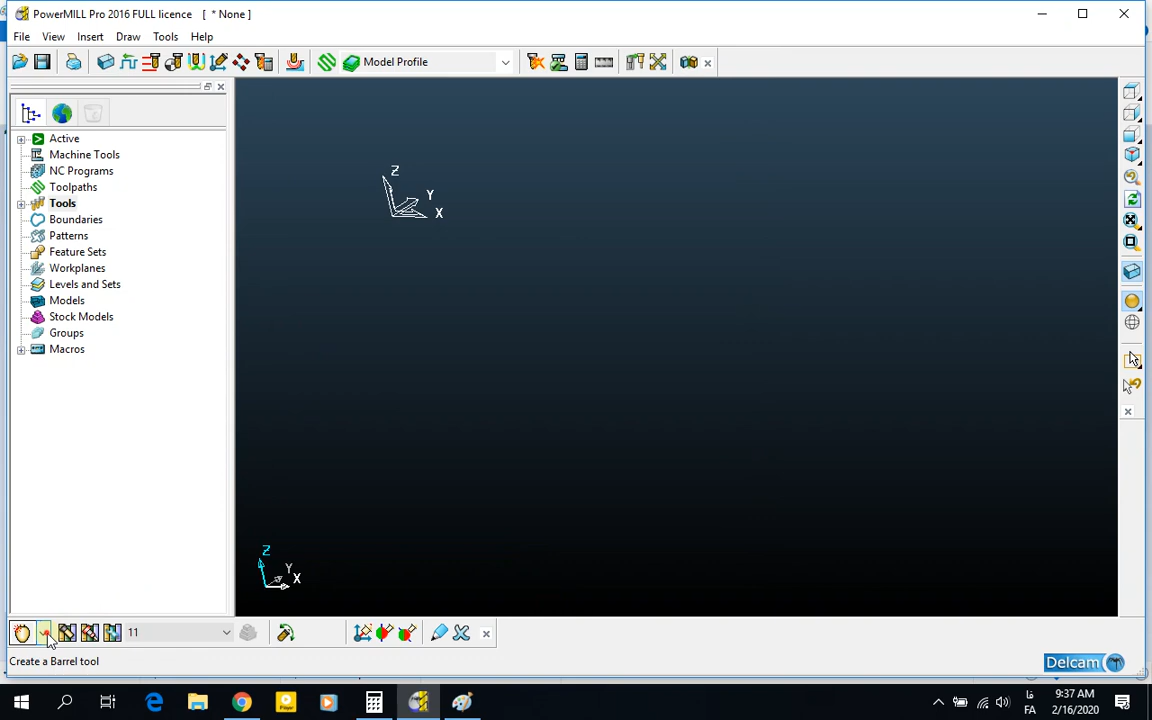 PowerMILL Pro 2016 FULL licence    [ * None ]
File View Insert Draw Tools Help
Model Profile
Active
Machine Tools
NC Programs
Toolpaths
Tools
Boundaries
Patterns
Feature Sets
Workplanes
Levels and Sets
Models
Stock Models
Groups
Macros
Z
Y
X
Z
Y
X
11
Create a Barrel tool
Delcam
فا
FA
9:37 AM
2/16/2020